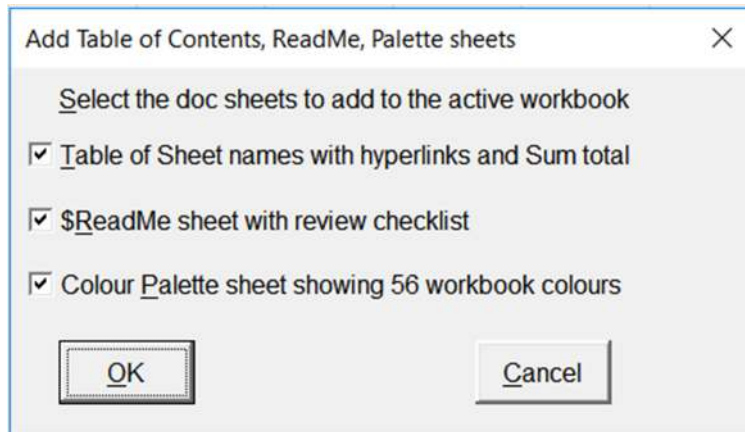 Add Table of Contents, ReadMe, Palette sheets
Select the doc sheets to add to the active workbook
Table of Sheet names with hyperlinks and Sum total
$ReadMe sheet with review checklist
Colour Palette sheet showing 56 workbook colours
OK
Cancel